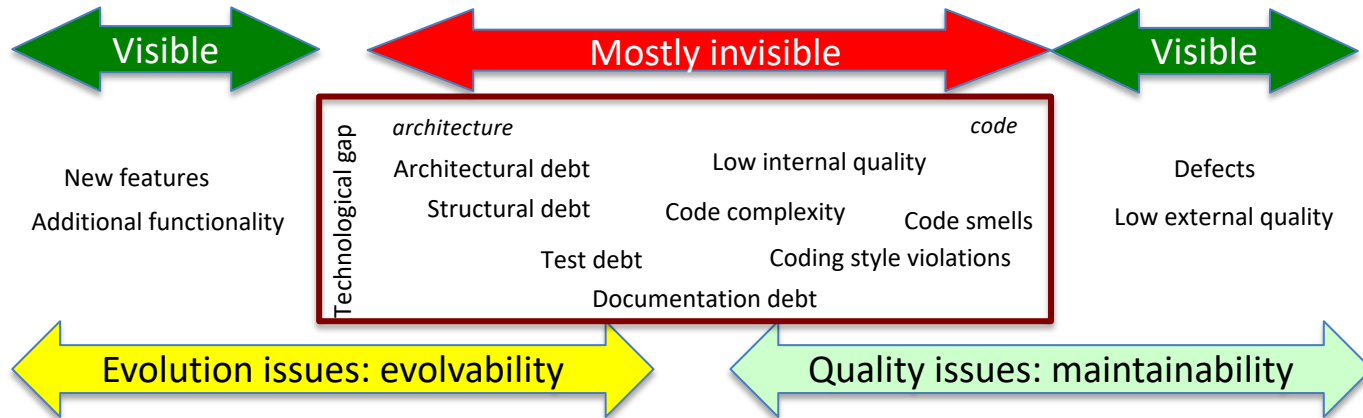 Visible
Mostly invisible
Visible
Technological gap
architecture
code
New features
Additional functionality
Architectural debt
Low internal quality
Structural debt
Code complexity
Code smells
Test debt
Coding style violations
Documentation debt
Defects
Low external quality
Evolution issues: evolvability
Quality issues: maintainability